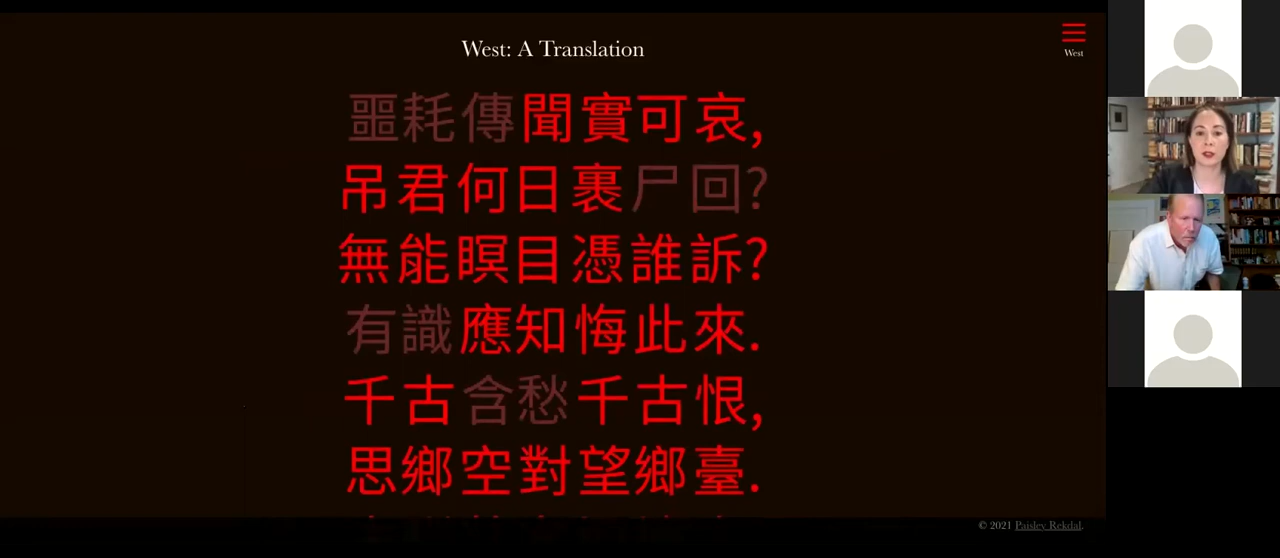 West: A Translation
West
噩耗傳聞實可哀,
吊君何日裹尸回?
無能瞑目憑誰訴?
有識應知悔此來.
千古含愁千古恨,
思鄉空對望鄉臺.
© 2021 Paisley Rekdal.